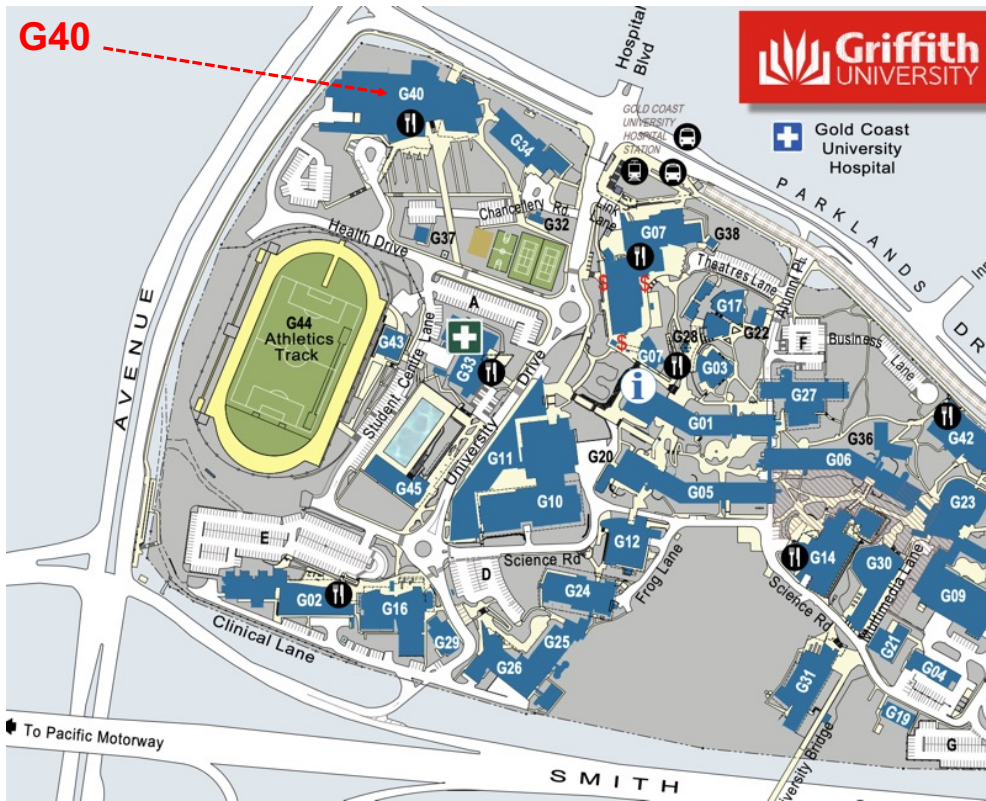 G40
Griffith
UNIVERSITY
Hospital
Blvd
GOLD COAST
UNIVERSITY
HOSPITAL
STATION
Gold Coast
University
Hospital
PARKLANDS
DR
G40
G34
Chancellery Rd
G32
G37
Health Drive
Link
Lane
G07
G38
Theatres Lane
Alumni Pl
G17
G22
G28
G07
G03
$
$
$
i
F
Business
Lane
G27
AVENUE
G44
Athletics
Track
A
G43
G33
Student Centre Lane
University Drive
G45
G11
G10
G20
G01
G05
G06
G36
G42
G23
G12
G14
G30
Multimedia Lane
G09
E
D
Science Rd
Frog Lane
Science Rd
G24
G02
G16
G29
G25
G26
G21
G04
G31
G19
G
Clinical Lane
To Pacific Motorway
SMITH
University Bridge